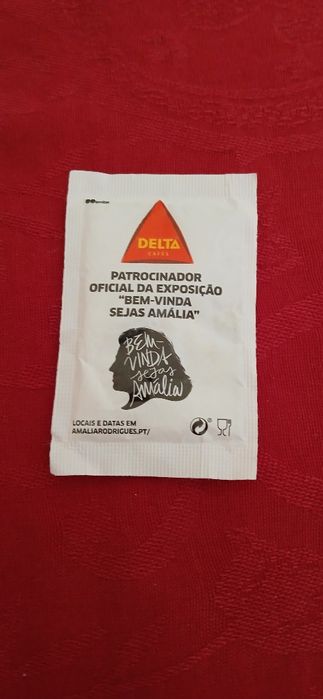 DELTA
CAFÉS
PATROCINADOR
OFICIAL DA EXPOSIÇÃO
"BEM-VINDA
SEJAS AMÁLIA"
BEM-
VINDA
sejas
Amália
LOCAIS E DATAS EM
AMALIARODRIGUES.PT/